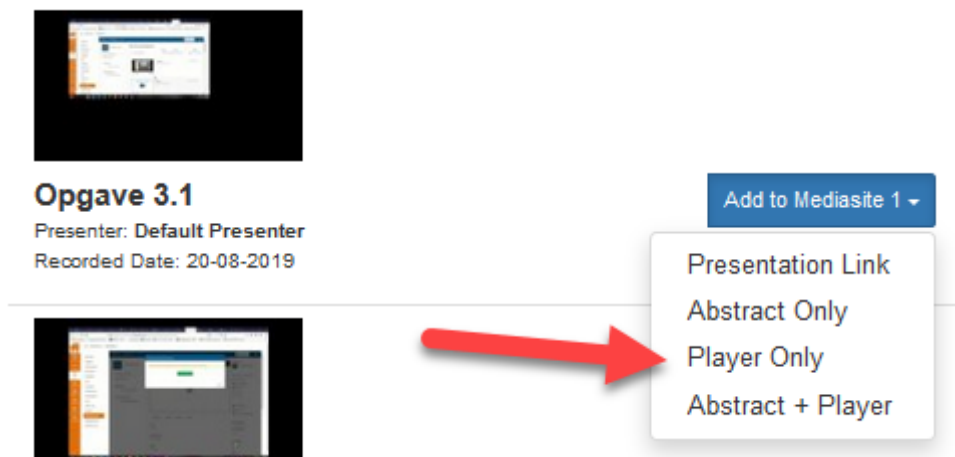 Opgave 3.1
Presenter: Default Presenter
Recorded Date: 20-08-2019
Add to Mediasite 1
Presentation Link
Abstract Only
Player Only
Abstract + Player